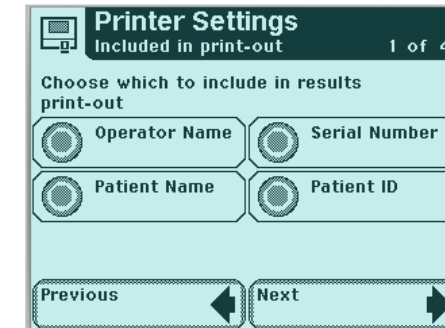 Printer Settings
Included in print-out 1 of 4
Choose which to include in results
print-out
Operator Name Serial Number
Patient Name Patient ID
Previous Next